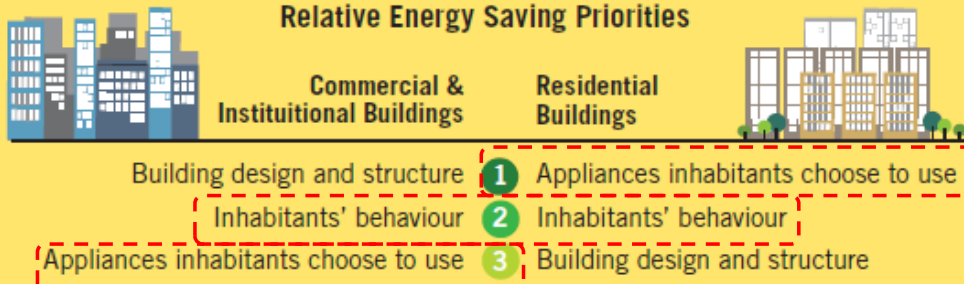 Relative Energy Saving Priorities
Commercial & Residential
Instituitional Buildings Buildings
Building design and structure 1 Appliances inhabitants choose to use
Inhabitants' behaviour 2 Inhabitants' behaviour
Appliances inhabitants choose to use 3 Building design and structure